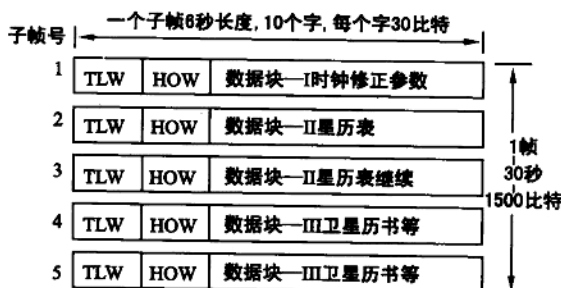 一个子帧6秒长度，10个字，每个字30比特
子帧号
1 TLW HOW 数据块—I时钟修正参数
2 TLW HOW 数据块—II星历表
3 TLW HOW 数据块—II星历表继续
4 TLW HOW 数据块—III卫星历书等
5 TLW HOW 数据块—III卫星历书等
1帧
30秒
1500比特